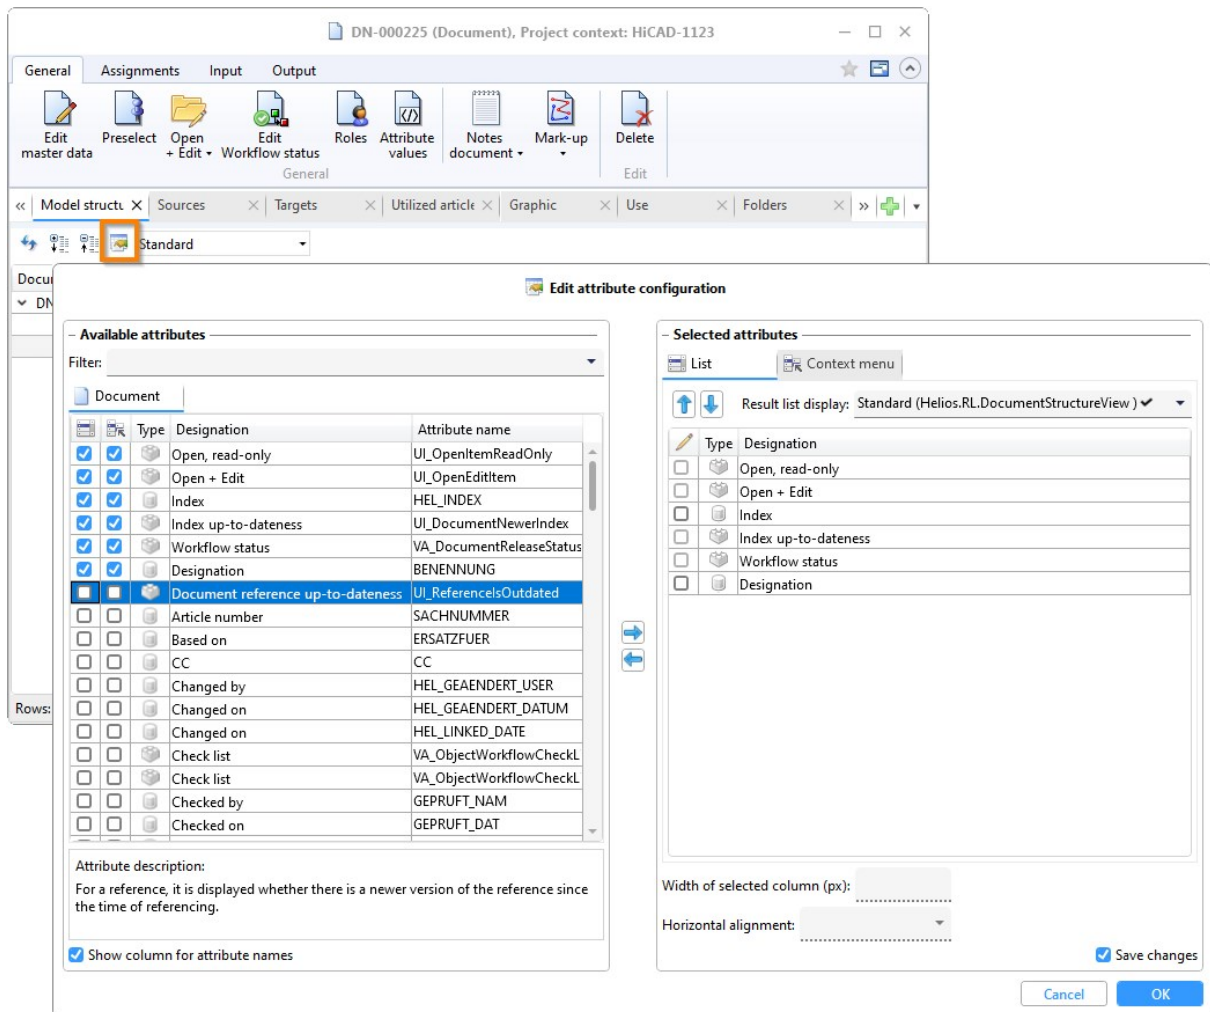 DN-000225 (Document), Project context: HiCAD-1123
General Assignments Input Output
Edit master data
Preselect
Open + Edit
Edit Workflow status
Roles
Attribute values
Notes document
Mark-up
Delete
General
Edit
Model structu
Sources
Targets
Utilized article
Graphic
Use
Folders
Standard
Docu
DN
Rows:
Edit attribute configuration
Available attributes
Filter:
Document
Type Designation Attribute name
Open, read-only UI_OpenItemReadOnly
Open + Edit UI_OpenEditItem
Index HEL_INDEX
Index up-to-dateness UI_DocumentNewerIndex
Workflow status VA_DocumentReleaseStatus
Designation BENENNUNG
Document reference up-to-dateness UI_ReferenceIsOutdated
Article number SACHNUMMER
Based on ERSATZFUER
CC CC
Changed by HEL_GEAENDERT_USER
Changed on HEL_GEAENDERT_DATUM
Changed on HEL_LINKED_DATE
Check list VA_ObjectWorkflowCheckL
Check list VA_ObjectWorkflowCheckL
Checked by GEPRUFT_NAM
Checked on GEPRUFT_DAT
Attribute description:
For a reference, it is displayed whether there is a newer version of the reference since
the time of referencing.
Show column for attribute names
Selected attributes
List Context menu
Result list display: Standard (Helios.RL.DocumentStructureView )
Type Designation
Open, read-only
Open + Edit
Index
Index up-to-dateness
Workflow status
Designation
Width of selected column (px):
Horizontal alignment:
Save changes
Cancel OK